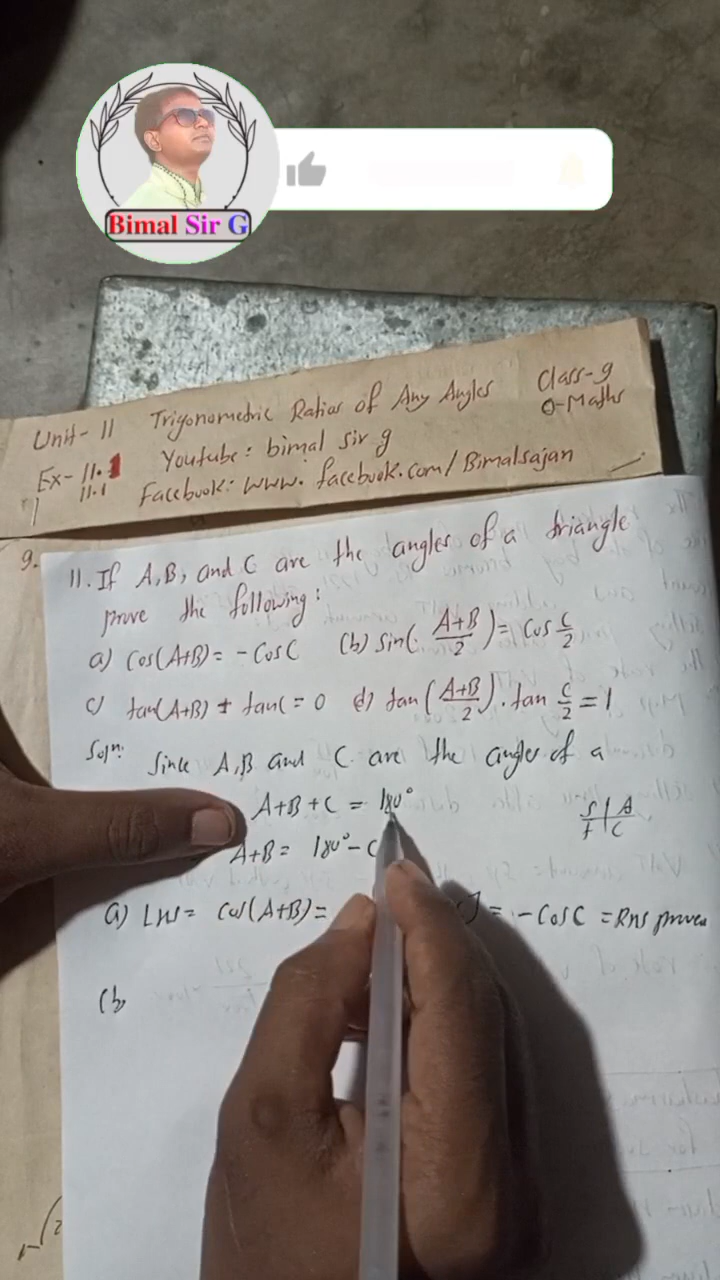 Bimal Sir G
Unit-11 Trigonometric Ratios of Any Angles Class-9
Ex-11.1 Youtube: bimal sir g O-Maths
11.1 Facebook: www.facebook.com/Bimalsajan
9.
11. If A, B, and C are the angles of a triangle
prove the following:
a) Cos(A+B) = -CosC (b) sin(A+B/2) = Cos C/2
c) tan(A+B) + tanC = 0 d) tan(A+B/2).tan C/2 = 1
Soln: Since A, B and C are the angles of a
A+B+C = 180°
S A
T C
A+B = 180°-C
a) LHS = Cos(A+B) = = -CosC = RHS proved
(b)